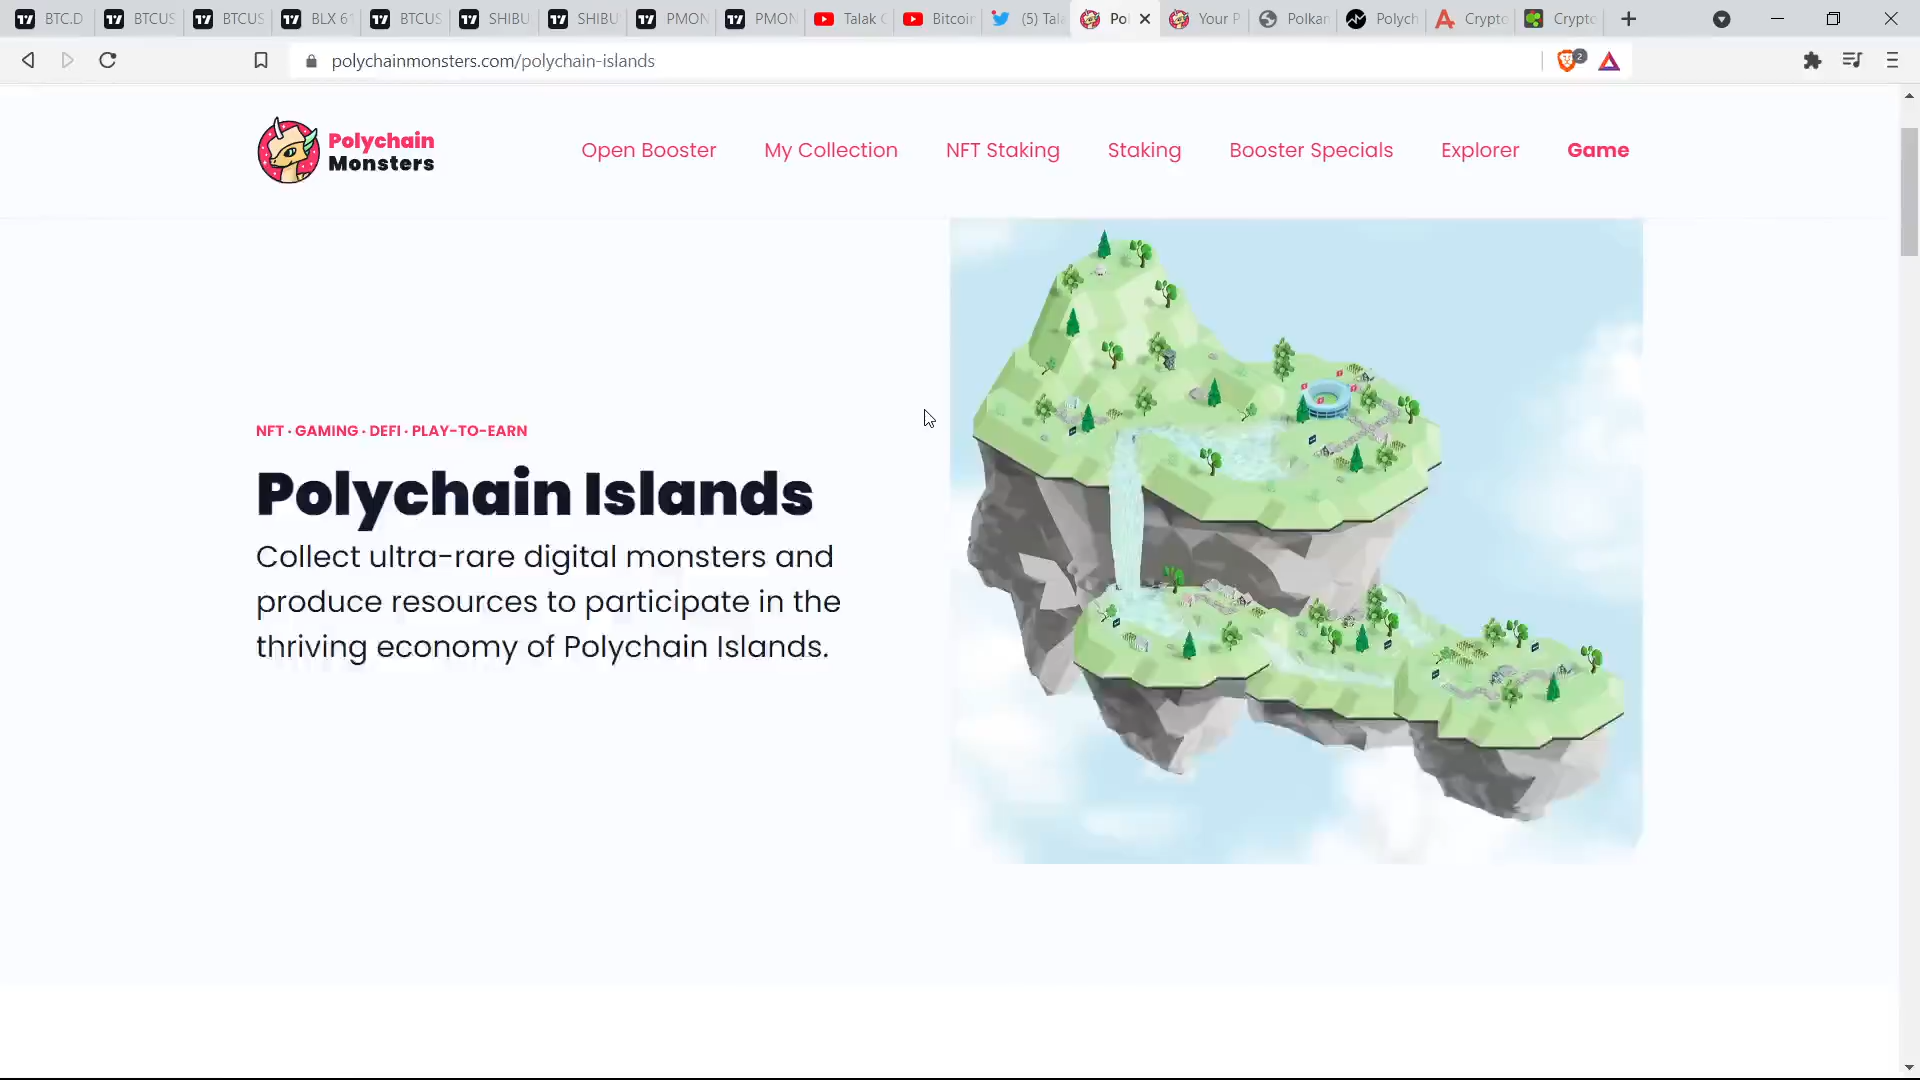 BTC.D
BTCUS
BTCUS
BLX 6
BTCUS
SHIBU
SHIBU
PMON
PMON
Talak
Bitcoin
(5) Tala
Po
Your P
Polkar
Polych
Crypto
Crypto
polychainmonsters.com/polychain-islands
2
Polychain
Monsters
Open Booster
My Collection
NFT Staking
Staking
Booster Specials
Explorer
Game
NFT · GAMING · DEFI · PLAY-TO-EARN
Polychain Islands
Collect ultra-rare digital monsters and
produce resources to participate in the
thriving economy of Polychain Islands.